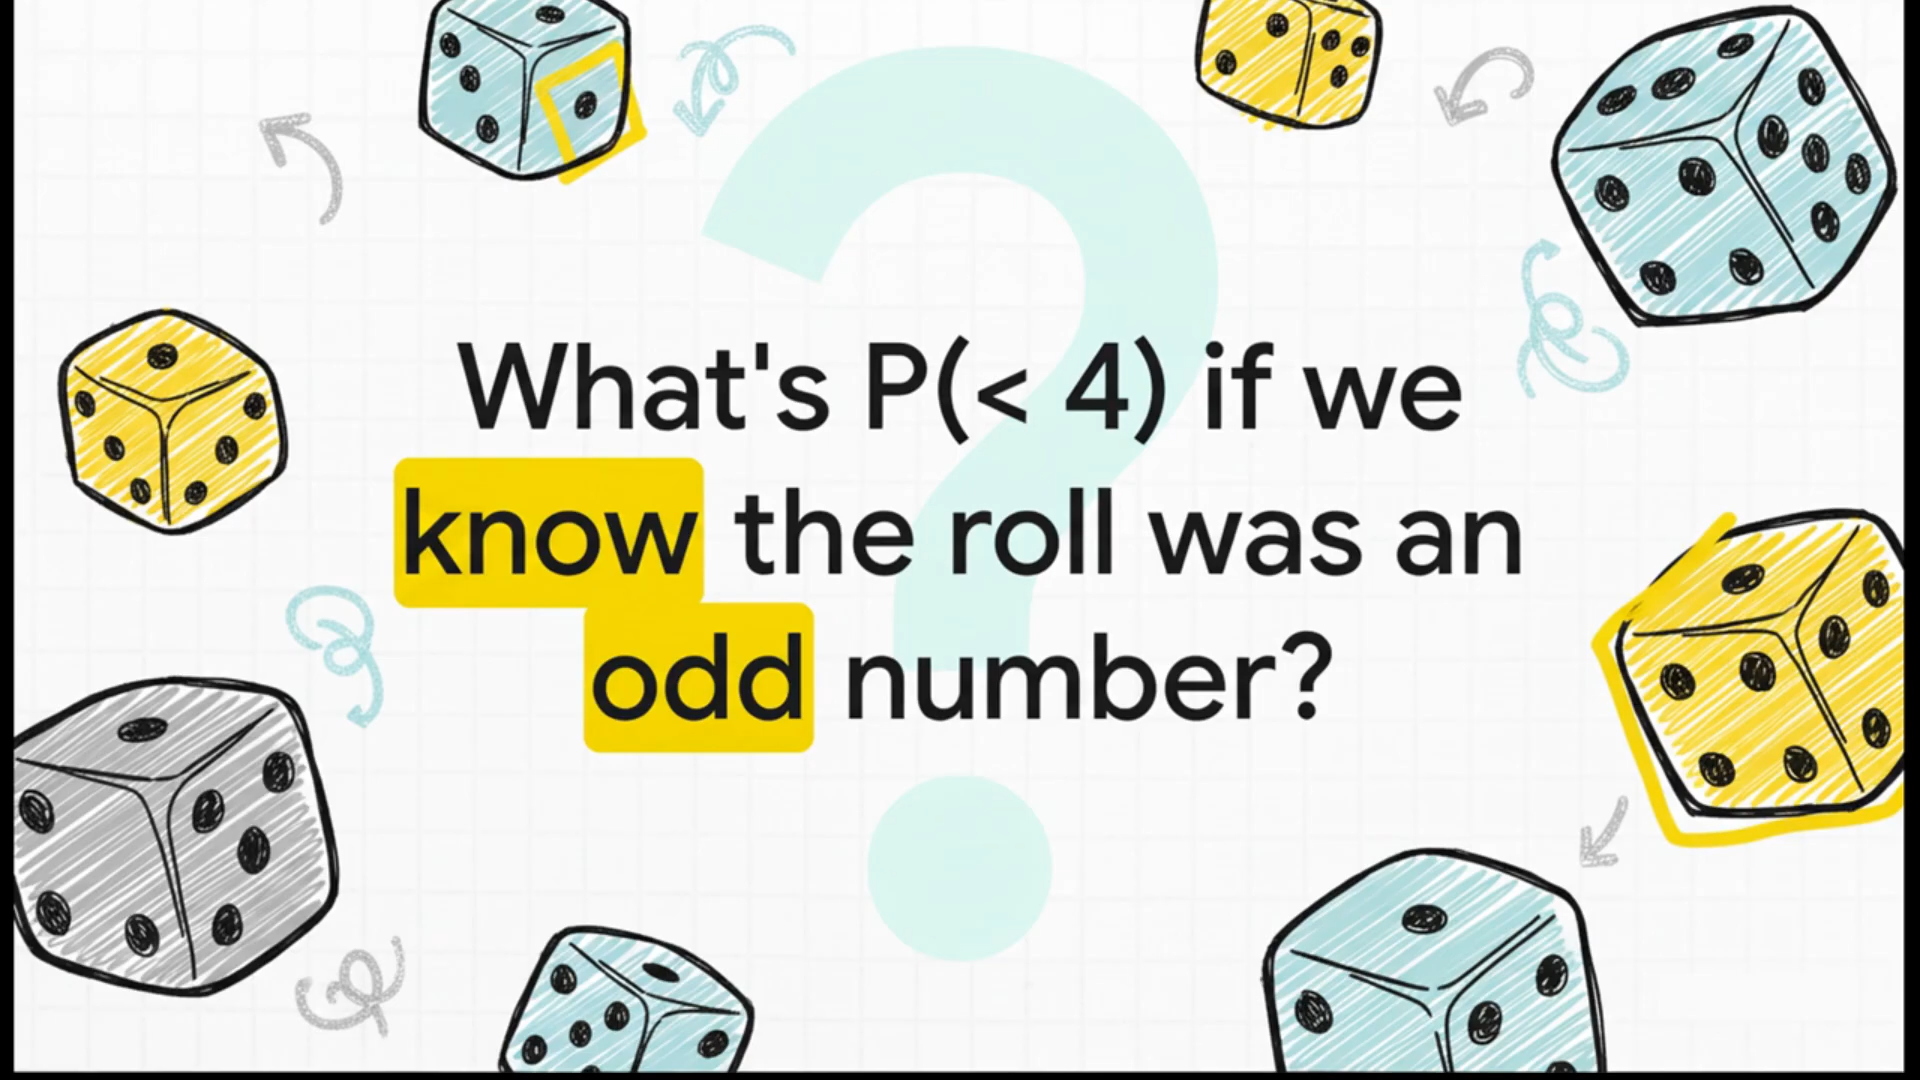 What's P(< 4) if we
know the roll was an
odd number?